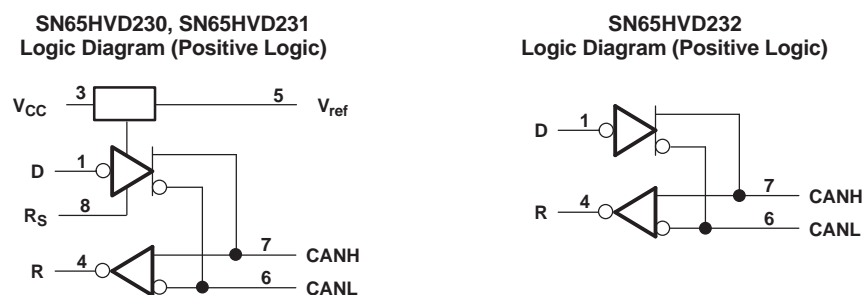 SN65HVD230, SN65HVD231
Logic Diagram (Positive Logic)
VCC 3 5 Vref
D 1
RS 8
R 4
7 CANH
6 CANL
SN65HVD232
Logic Diagram (Positive Logic)
D 1
R 4
7 CANH
6 CANL